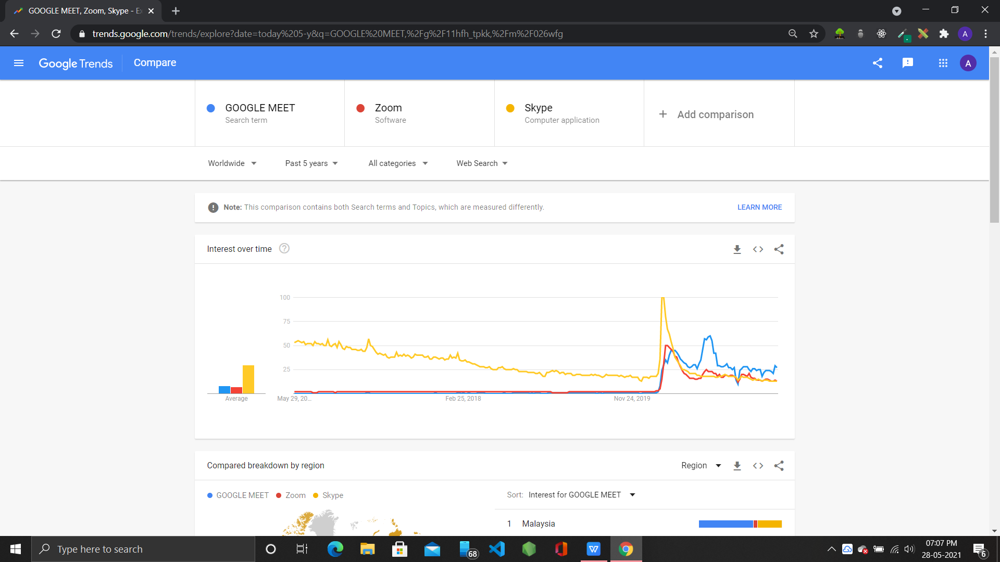 GOOGLE MEET, Zoom, Skype - Ex
trends.google.com/trends/explore?date=today%205-y&q=GOOGLE%20MEET,%2Fg%2F11hfh_tpkk,%2Fm%2F026wfg
A
Google Trends Compare
A
GOOGLE MEET
Search term
Zoom
Software
Skype
Computer application
+ Add comparison
Worldwide Past 5 years All categories Web Search
Note: This comparison contains both Search terms and Topics, which are measured differently. LEARN MORE
Interest over time
100
75
50
25
Average May 29, 20... Feb 25, 2018 Nov 24, 2019
Compared breakdown by region Region
GOOGLE MEET Zoom Skype
Sort: Interest for GOOGLE MEET
1 Malaysia
Type here to search
68
W
07:07 PM
28-05-2021
6